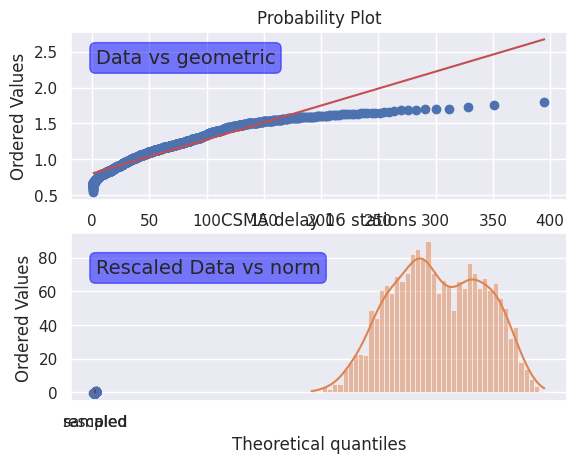 Probability Plot
Data vs geometric
Ordered Values
2.5
2.0
1.5
1.0
0.5
0 50 100 150 200 250 300 350 400
CSMA delay 16 stations
Rescaled Data vs norm
Ordered Values
80
60
40
20
0
Theoretical quantiles